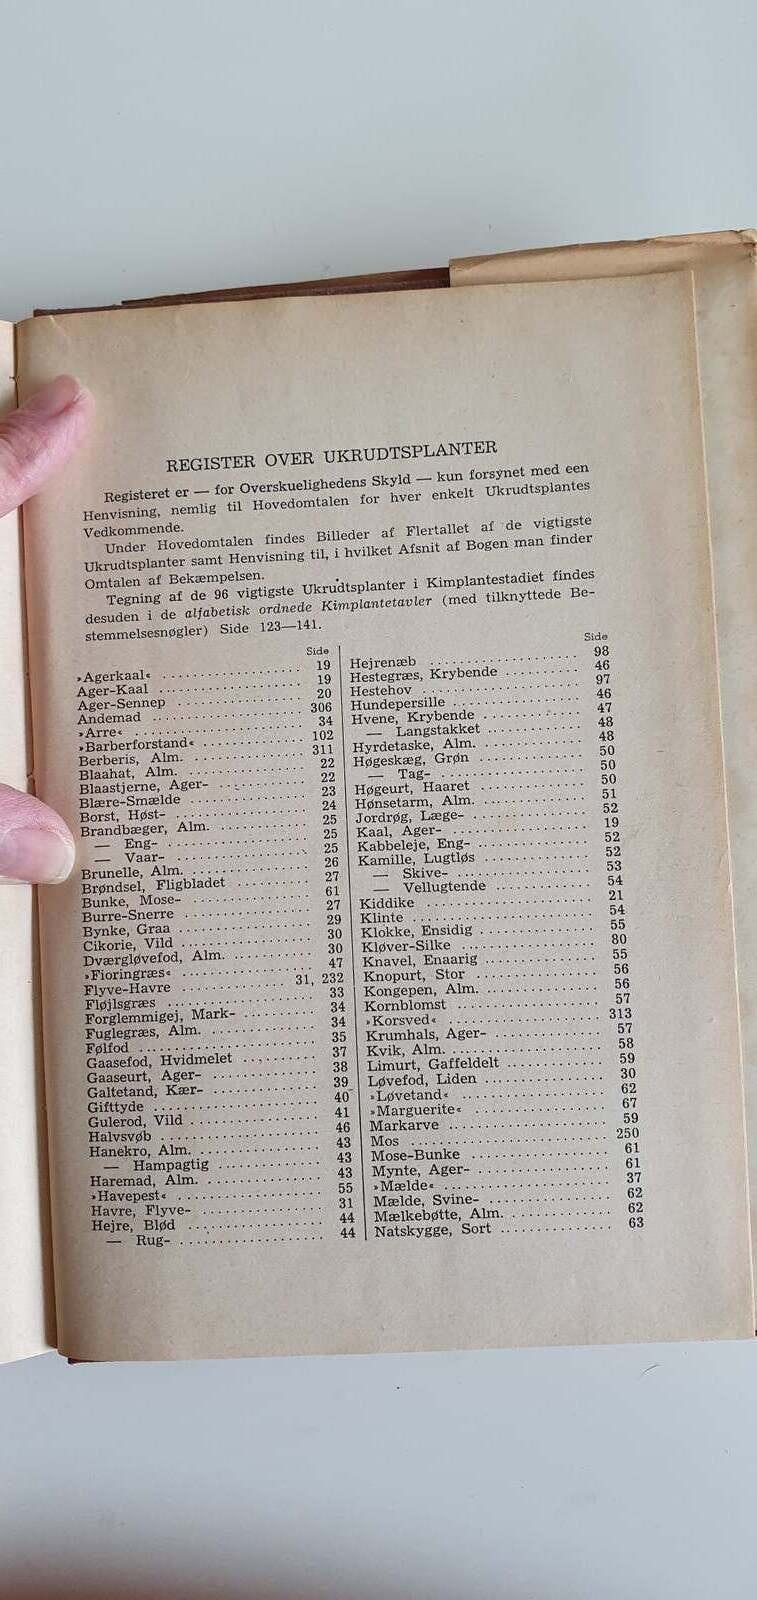 REGISTER OVER UKRUDTSPLANTER
Registeret er — for Overskuelighedens Skyld — kun forsynet med een
Henvisning, nemlig til Hovedomtalen for hver enkelt Ukrudtsplantes
Vedkommende.
Under Hovedomtalen findes Billeder af Flertallet af de vigtigste
Ukrudtsplanter samt Henvisning til, i hvilket Afsnit af Bogen man finder
Omtalen af Bekæmpelsen.
Tegning af de 96 vigtigste Ukrudtsplanter i Kimplantestadiet findes
desuden i de alfabetisk ordnede Kimplantetavler (med tilknyttede Be-
stemmelsesnøgler) Side 123—141.
Side
»Agerkaal« 19
Ager-Kaal 19
Ager-Sennep 20
Andemad 306
»Arre« 34
»Barberforstand« 102
Berberis, Alm. 311
Blaahat, Alm. 22
Blaastjerne, Ager- 22
Blære-Smælde 23
Borst, Høst- 24
Brandbæger, Alm. 25
— Eng- 25
— Vaar- 25
Brunelle, Alm. 26
Brøndsel, Fligbladet 27
Bunke, Mose- 61
Burre-Snerre 27
Bynke, Graa 29
Cikorie, Vild 30
Dværgløvefod, Alm. 30
»Fioringræs« 47
Flyve-Havre 31, 232
Fløjlsgræs 33
Forglemmigej, Mark- 34
Fuglegræs, Alm. 34
Følfod 35
Gaasefod, Hvidmelet 37
Gaaseurt, Ager- 38
Galtetand, Kær- 39
Gifttyde 40
Gulerod, Vild 41
Halvsvøb 46
Hanekro, Alm. 43
— Hampagtig 43
Haremad, Alm. 43
»Havepest« 55
Havre, Flyve- 31
Hejre, Blød 44
— Rug- 44
Side
Hejrenæb 98
Hestegræs, Krybende 46
Hestehov 97
Hundepersille 46
Hvene, Krybende 47
— Langstakket 48
Hyrdetaske, Alm. 48
Høgeskæg, Grøn 50
— Tag- 50
Høgeurt, Haaret 50
Hønsetarm, Alm. 51
Jordrøg, Læge- 52
Kaal, Ager- 19
Kabbeleje, Eng- 52
Kamille, Lugtløs 52
— Skive- 53
— Vellugtende 54
Kiddike 21
Klinte 54
Klokke, Ensidig 55
Kløver-Silke 80
Knavel, Enaarig 55
Knopurt, Stor 56
Kongepen, Alm. 56
Kornblomst 57
»Korsved« 313
Krumhals, Ager- 57
Kvik, Alm. 58
Limurt, Gaffeldelt 59
Løvefod, Liden 30
»Løvetand« 62
»Marguerite« 67
Markarve 59
Mos 250
Mose-Bunke 61
Mynte, Ager- 61
»Mælde« 37
Mælde, Svine- 62
Mælkebøtte, Alm. 62
Natskygge, Sort 63